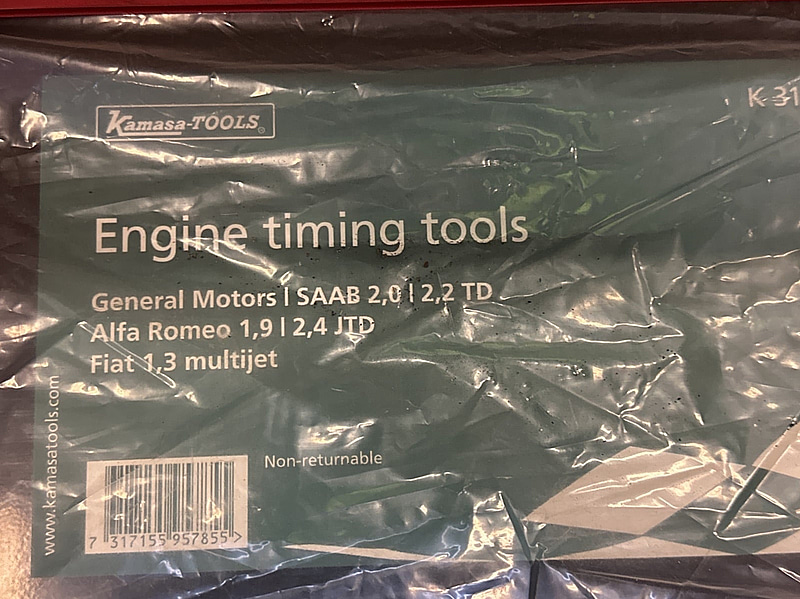 Kamasa-TOOLS®
K 31
Engine timing tools
General Motors | SAAB 2,0 | 2,2 TD
Alfa Romeo 1,9 | 2,4 JTD
Fiat 1,3 multijet
www.kamasatools.com
Non-returnable
7 317155 957855 >